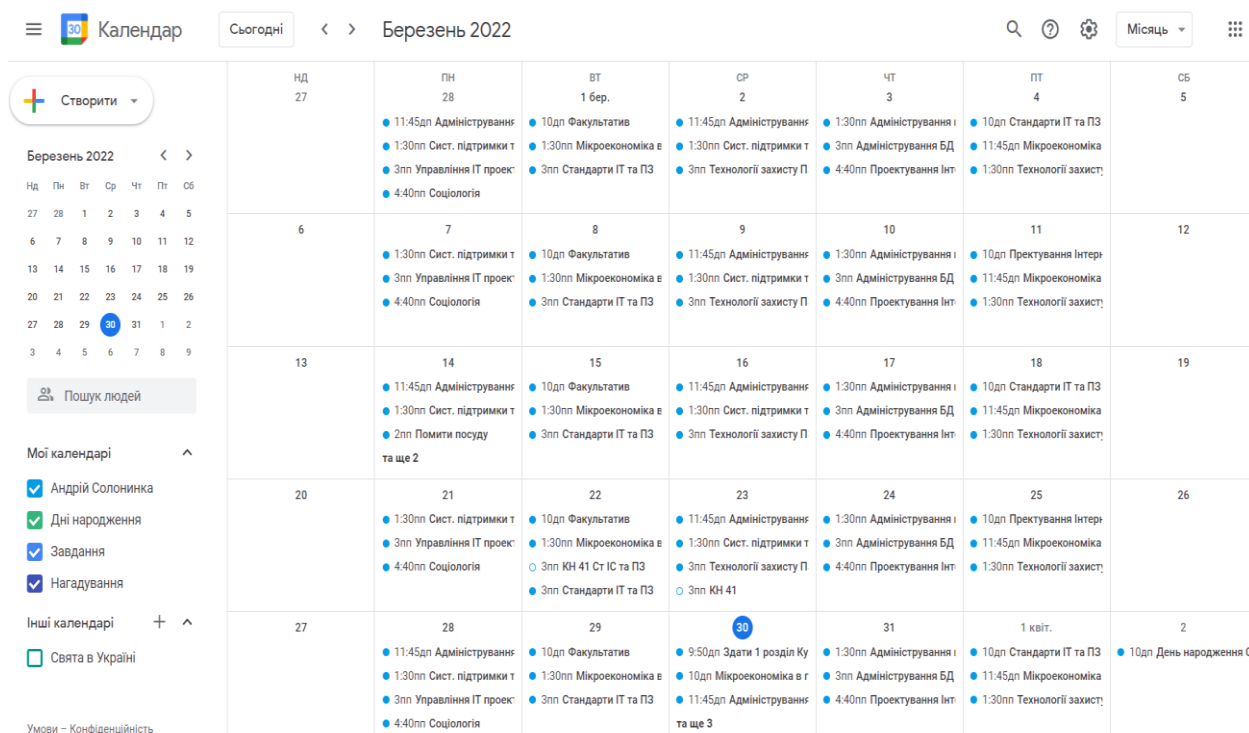 30 Календар Сьогодні Березень 2022 Місяць
Створити
Березень 2022
Нд Пн Вт Ср Чт Пт Сб
27 28 1 2 3 4 5
6 7 8 9 10 11 12
13 14 15 16 17 18 19
20 21 22 23 24 25 26
27 28 29 30 31 1 2
3 4 5 6 7 8 9
Пошук людей
Мої календарі
Андрій Солонинка
Дні народження
Завдання
Нагадування
Інші календарі
Свята в Україні
Умови – Конфіденційність
НД ПН ВТ СР ЧТ ПТ СБ
27 28 1 бер. 2 3 4 5
11:45дп Адміністрування 10дп Факультатив 11:45дп Адміністрування 1:30пп Адміністрування 10дп Стандарти ІТ та ПЗ
1:30пп Сист. підтримки т 1:30пп Мікроекономіка в 1:30пп Сист. підтримки т 3пп Адміністрування БД 11:45дп Мікроекономіка
3пп Управління ІТ проек 3пп Стандарти ІТ та ПЗ 3пп Технології захисту П 4:40пп Проектування Інт 1:30пп Технології захист
4:40пп Соціологія
6 7 8 9 10 11 12
1:30пп Сист. підтримки т 10дп Факультатив 11:45дп Адміністрування 1:30пп Адміністрування 10дп Пректування Інтерн
3пп Управління ІТ проек 1:30пп Мікроекономіка в 1:30пп Сист. підтримки т 3пп Адміністрування БД 11:45дп Мікроекономіка
4:40пп Соціологія 3пп Стандарти ІТ та ПЗ 3пп Технології захисту П 4:40пп Проектування Інт 1:30пп Технології захист
13 14 15 16 17 18 19
11:45дп Адміністрування 10дп Факультатив 11:45дп Адміністрування 1:30пп Адміністрування 10дп Стандарти ІТ та ПЗ
1:30пп Сист. підтримки т 1:30пп Мікроекономіка в 1:30пп Сист. підтримки т 3пп Адміністрування БД 11:45дп Мікроекономіка
2пп Помити посуду 3пп Стандарти ІТ та ПЗ 3пп Технології захисту П 4:40пп Проектування Інт 1:30пп Технології захист
та ще 2
20 21 22 23 24 25 26
1:30пп Сист. підтримки т 10дп Факультатив 11:45дп Адміністрування 1:30пп Адміністрування 10дп Пректування Інтерн
3пп Управління ІТ проек 1:30пп Мікроекономіка в 1:30пп Сист. підтримки т 3пп Адміністрування БД 11:45дп Мікроекономіка
4:40пп Соціологія 3пп КН 41 Ст ІС та ПЗ 3пп Технології захисту П 4:40пп Проектування Інт 1:30пп Технології захист
3пп Стандарти ІТ та ПЗ 3пп КН 41
27 28 29 30 31 1 квіт. 2
11:45дп Адміністрування 10дп Факультатив 9:50дп Здати 1 розділ Ку 1:30пп Адміністрування 10дп Стандарти ІТ та ПЗ 10дп День народження
1:30пп Сист. підтримки т 1:30пп Мікроекономіка в 10дп Мікроекономіка в г 3пп Адміністрування БД 11:45дп Мікроекономіка
3пп Управління ІТ проек 3пп Стандарти ІТ та ПЗ 11:45дп Адміністрування 4:40пп Проектування Інт 1:30пп Технології захист
4:40пп Соціологія та ще 3